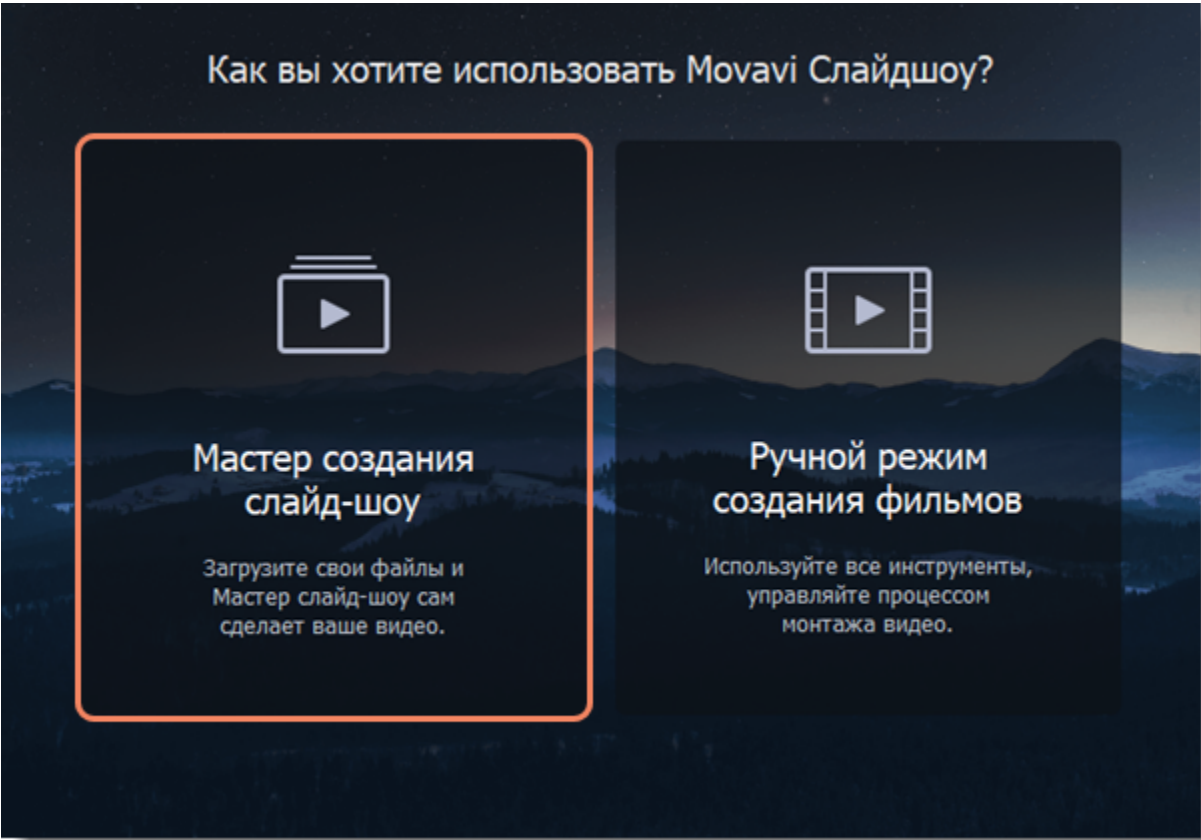 Как вы хотите использовать Movavi Слайдшоу?
Мастер создания
слайд-шоу
Загрузите свои файлы и
Мастер слайд-шоу сам
сделает ваше видео.
Ручной режим
создания фильмов
Используйте все инструменты,
управляйте процессом
монтажа видео.